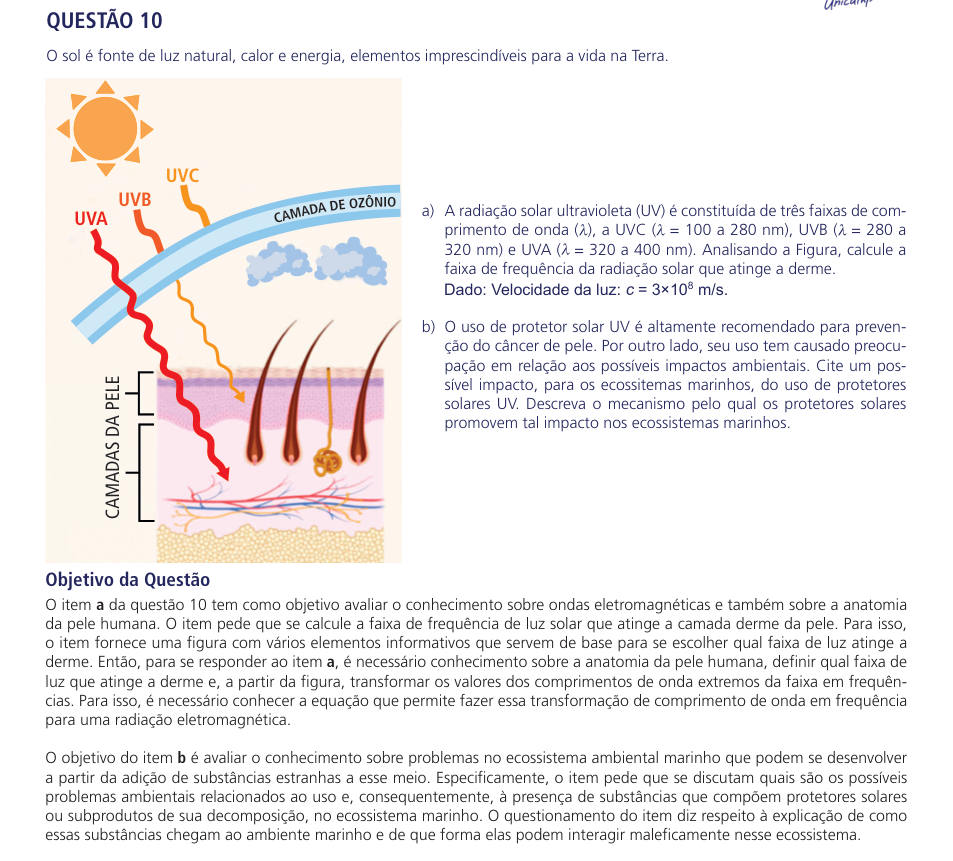 Unicamp
QUESTÃO 10
O sol é fonte de luz natural, calor e energia, elementos imprescindíveis para a vida na Terra.
UVC
UVB
UVA
CAMADA DE OZÔNIO
CAMADAS DA PELE
a) A radiação solar ultravioleta (UV) é constituída de três faixas de com-
primento de onda (λ), a UVC (λ = 100 a 280 nm), UVB (λ = 280 a
320 nm) e UVA (λ = 320 a 400 nm). Analisando a Figura, calcule a
faixa de frequência da radiação solar que atinge a derme.
Dado: Velocidade da luz: c = 3×10⁸ m/s.
b) O uso de protetor solar UV é altamente recomendado para preven-
ção do câncer de pele. Por outro lado, seu uso tem causado preocu-
pação em relação aos possíveis impactos ambientais. Cite um pos-
sível impacto, para os ecossitemas marinhos, do uso de protetores
solares UV. Descreva o mecanismo pelo qual os protetores solares
promovem tal impacto nos ecossistemas marinhos.
Objetivo da Questão
O item a da questão 10 tem como objetivo avaliar o conhecimento sobre ondas eletromagnéticas e também sobre a anatomia
da pele humana. O item pede que se calcule a faixa de frequência de luz solar que atinge a camada derme da pele. Para isso,
o item fornece uma figura com vários elementos informativos que servem de base para se escolher qual faixa de luz atinge a
derme. Então, para se responder ao item a, é necessário conhecimento sobre a anatomia da pele humana, definir qual faixa de
luz que atinge a derme e, a partir da figura, transformar os valores dos comprimentos de onda extremos da faixa em frequên-
cias. Para isso, é necessário conhecer a equação que permite fazer essa transformação de comprimento de onda em frequência
para uma radiação eletromagnética.
O objetivo do item b é avaliar o conhecimento sobre problemas no ecossistema ambiental marinho que podem se desenvolver
a partir da adição de substâncias estranhas a esse meio. Especificamente, o item pede que se discutam quais são os possíveis
problemas ambientais relacionados ao uso e, consequentemente, à presença de substâncias que compõem protetores solares
ou subprodutos de sua decomposição, no ecossistema marinho. O questionamento do item diz respeito à explicação de como
essas substâncias chegam ao ambiente marinho e de que forma elas podem interagir maleficamente nesse ecossistema.